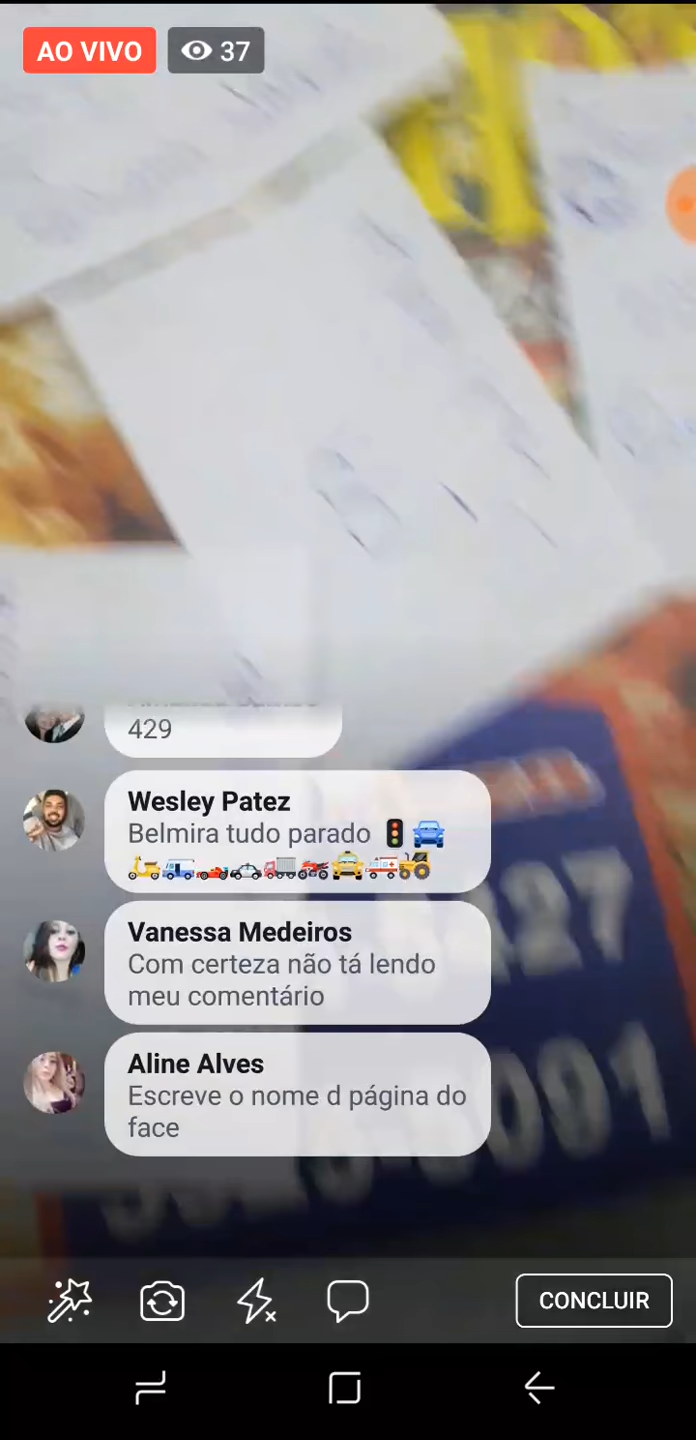 AO VIVO
37
429
Wesley Patez
Belmira tudo parado 🚦🚙
🛵🚐🏎️🚓🚛🏍️🚖🚑🚜
Vanessa Medeiros
Com certeza não tá lendo
meu comentário
Aline Alves
Escreve o nome d página do
face
CONCLUIR